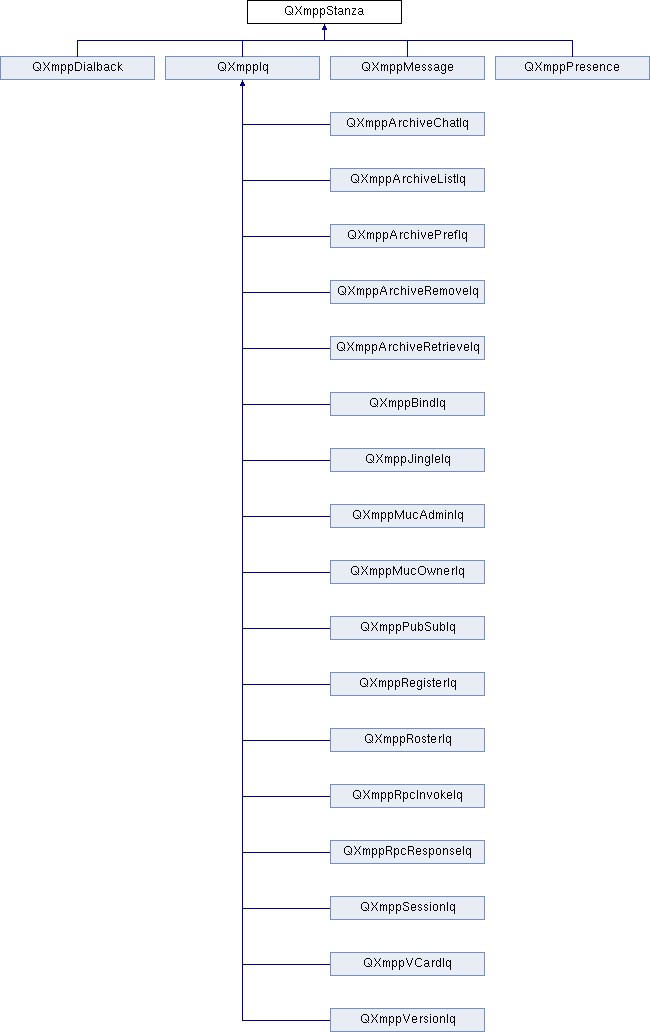 QXmppStanza
QXmppDialback
QXmppIq
QXmppMessage
QXmppPresence
QXmppArchiveChatIq
QXmppArchiveListIq
QXmppArchivePrefIq
QXmppArchiveRemoveIq
QXmppArchiveRetrieveIq
QXmppBindIq
QXmppJingleIq
QXmppMucAdminIq
QXmppMucOwnerIq
QXmppPubSubIq
QXmppRegisterIq
QXmppRosterIq
QXmppRpcInvokeIq
QXmppRpcResponseIq
QXmppSessionIq
QXmppVCardIq
QXmppVersionIq